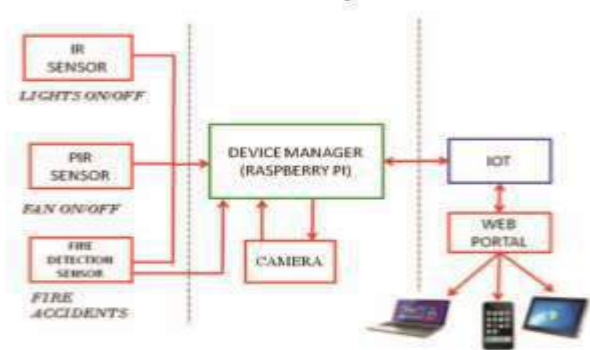 IR
SENSOR
LIGHTS ON/OFF
PIR
SENSOR
FAN ON/OFF
FIRE
DETECTION
SENSOR
FIRE
ACCIDENTS
DEVICE MANAGER
(RASPBERRY PI)
CAMERA
IOT
WEB
PORTAL